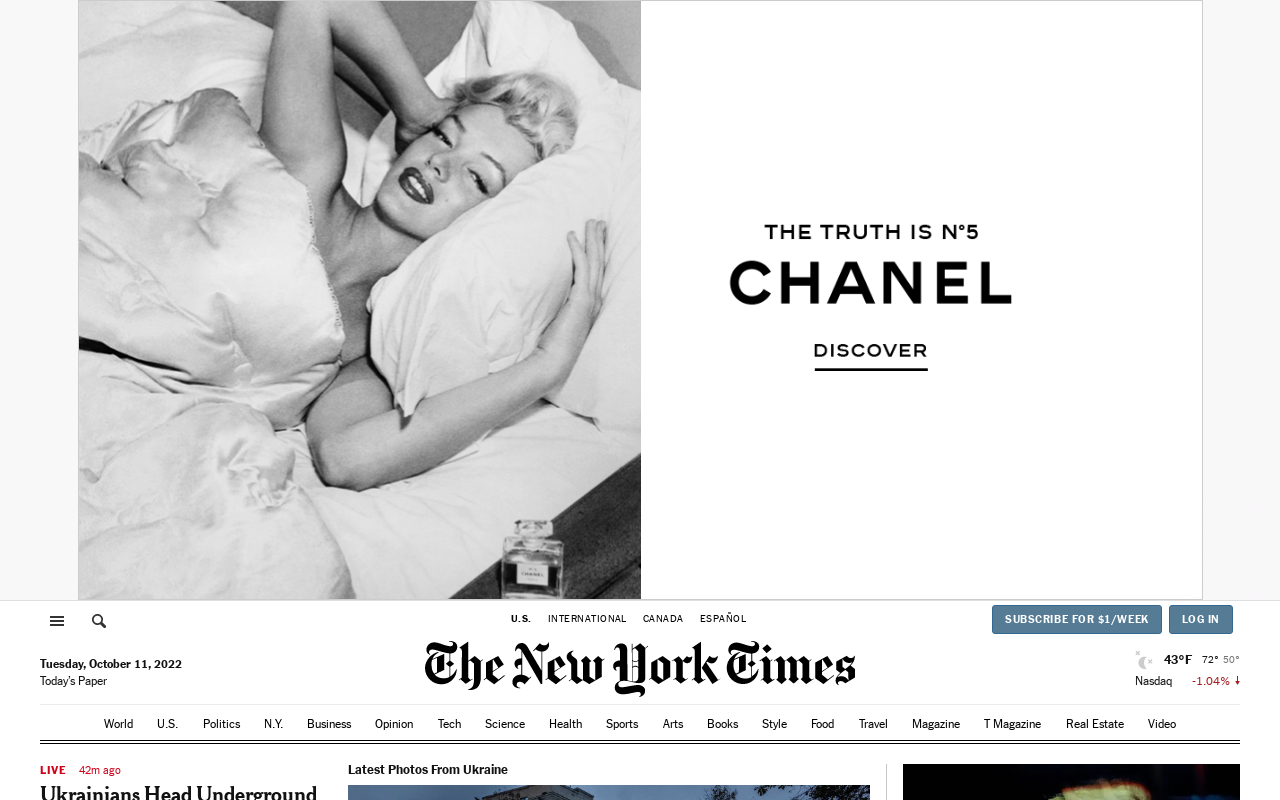 THE TRUTH IS N°5
CHANEL
DISCOVER
CHANEL
U.S. INTERNATIONAL CANADA ESPAÑOL
SUBSCRIBE FOR $1/WEEK LOG IN
The New York Times
Tuesday, October 11, 2022
Today's Paper
43°F 72° 50°
Nasdaq -1.04%
World U.S. Politics N.Y. Business Opinion Tech Science Health Sports Arts Books Style Food Travel Magazine T Magazine Real Estate Video
LIVE 42m ago
Ukrainians Head Underground
Latest Photos From Ukraine